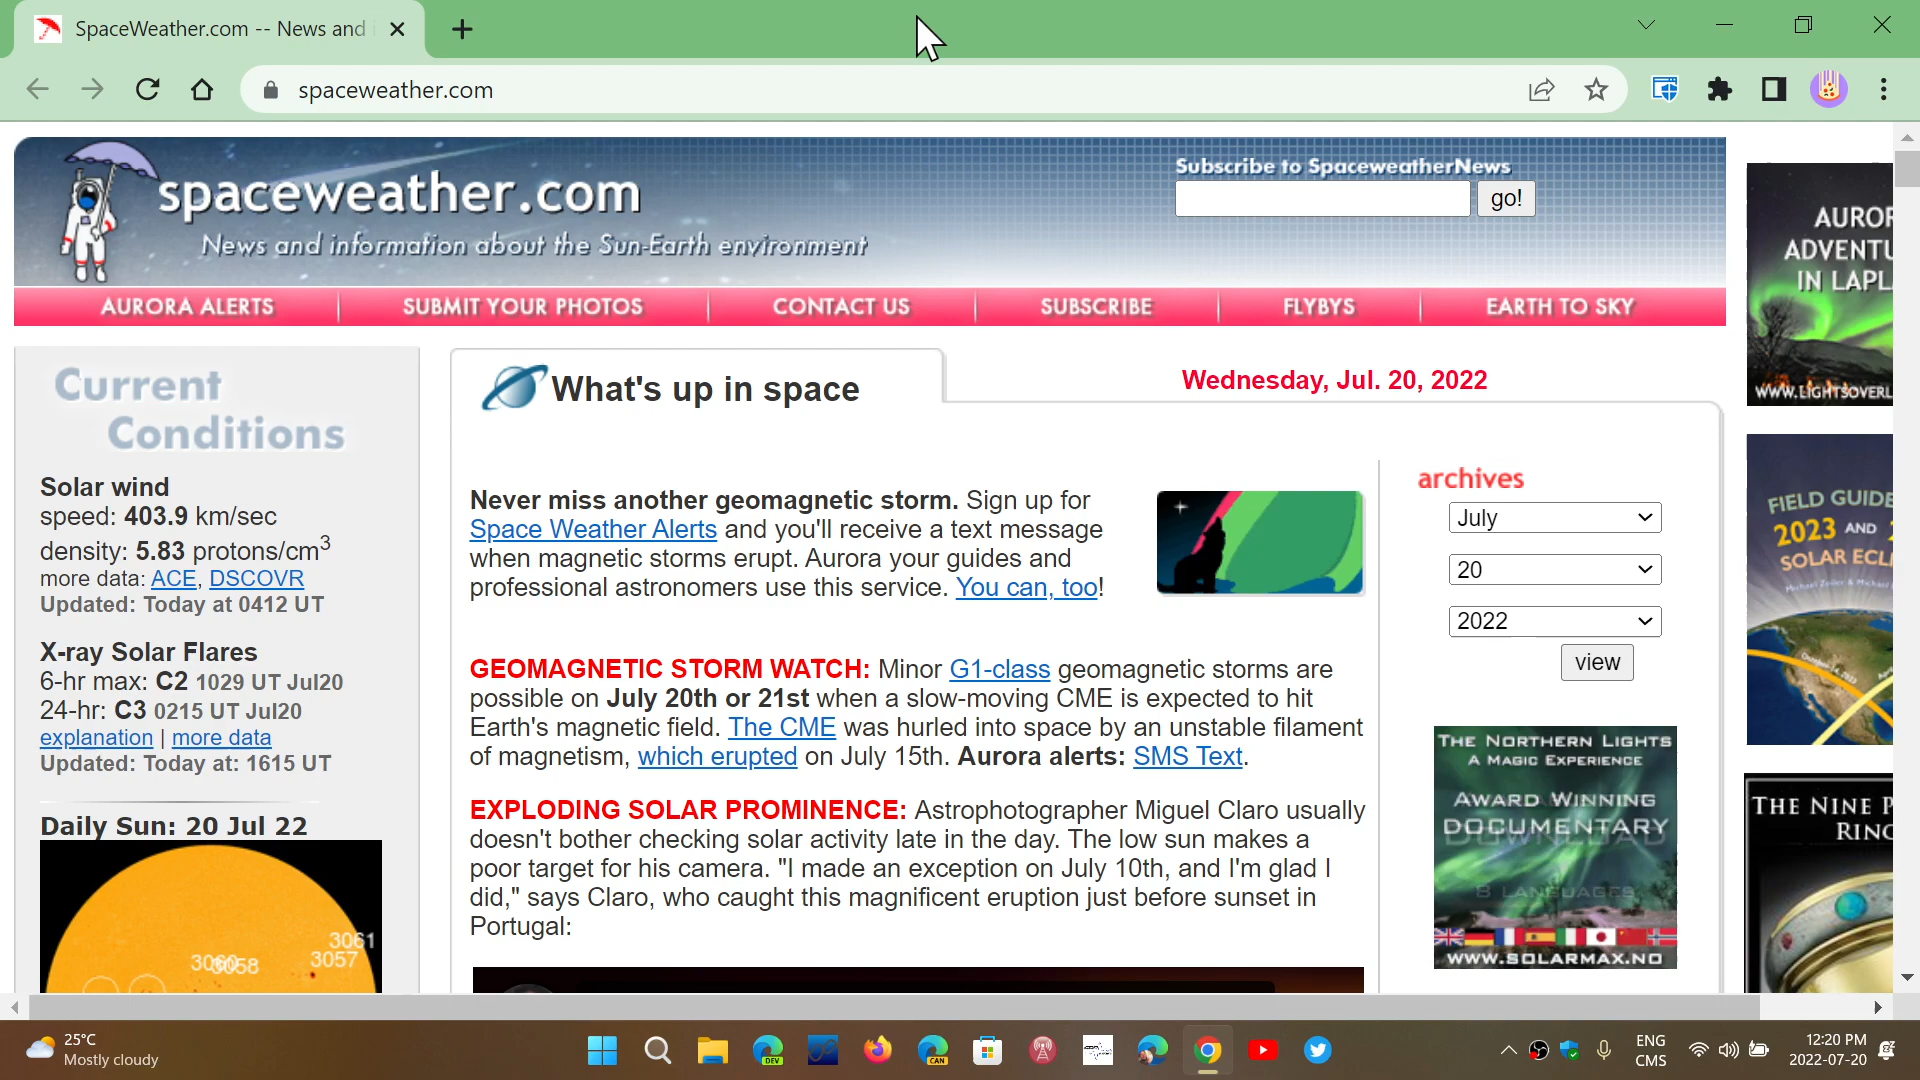 SpaceWeather.com -- News and
spaceweather.com
spaceweather.com
News and information about the Sun-Earth environment
Subscribe to SpaceweatherNews
go!
AURORA ALERTS
SUBMIT YOUR PHOTOS
CONTACT US
SUBSCRIBE
FLYBYS
EARTH TO SKY
Current
Conditions
Solar wind
speed: 403.9 km/sec
density: 5.83 protons/cm3
more data: ACE, DSCOVR
Updated: Today at 0412 UT
X-ray Solar Flares
6-hr max: C2 1029 UT Jul20
24-hr: C3 0215 UT Jul20
explanation | more data
Updated: Today at: 1615 UT
Daily Sun: 20 Jul 22
3061
3058
3057
What's up in space
Wednesday, Jul. 20, 2022
Never miss another geomagnetic storm. Sign up for
Space Weather Alerts and you'll receive a text message
when magnetic storms erupt. Aurora your guides and
professional astronomers use this service. You can, too!
GEOMAGNETIC STORM WATCH: Minor G1-class geomagnetic storms are
possible on July 20th or 21st when a slow-moving CME is expected to hit
Earth's magnetic field. The CME was hurled into space by an unstable filament
of magnetism, which erupted on July 15th. Aurora alerts: SMS Text.
EXPLODING SOLAR PROMINENCE: Astrophotographer Miguel Claro usually
doesn't bother checking solar activity late in the day. The low sun makes a
poor target for his camera. "I made an exception on July 10th, and I'm glad I
did," says Claro, who caught this magnificent eruption just before sunset in
Portugal:
archives
July
20
2022
view
THE NORTHERN LIGHTS
A MAGIC EXPERIENCE
AWARD WINNING
DOCUMENTARY
DOWNLOAD
8 LANGUAGES
WWW.SOLARMAX.NO
AUROR
ADVENTU
IN LAPL
WWW.LIGHTSOVERL
FIELD GUIDE
2023 AND
SOLAR ECL
THE NINE P
RING
25°C
Mostly cloudy
DEV
CAN
ENG
CMS
12:20 PM
2022-07-20